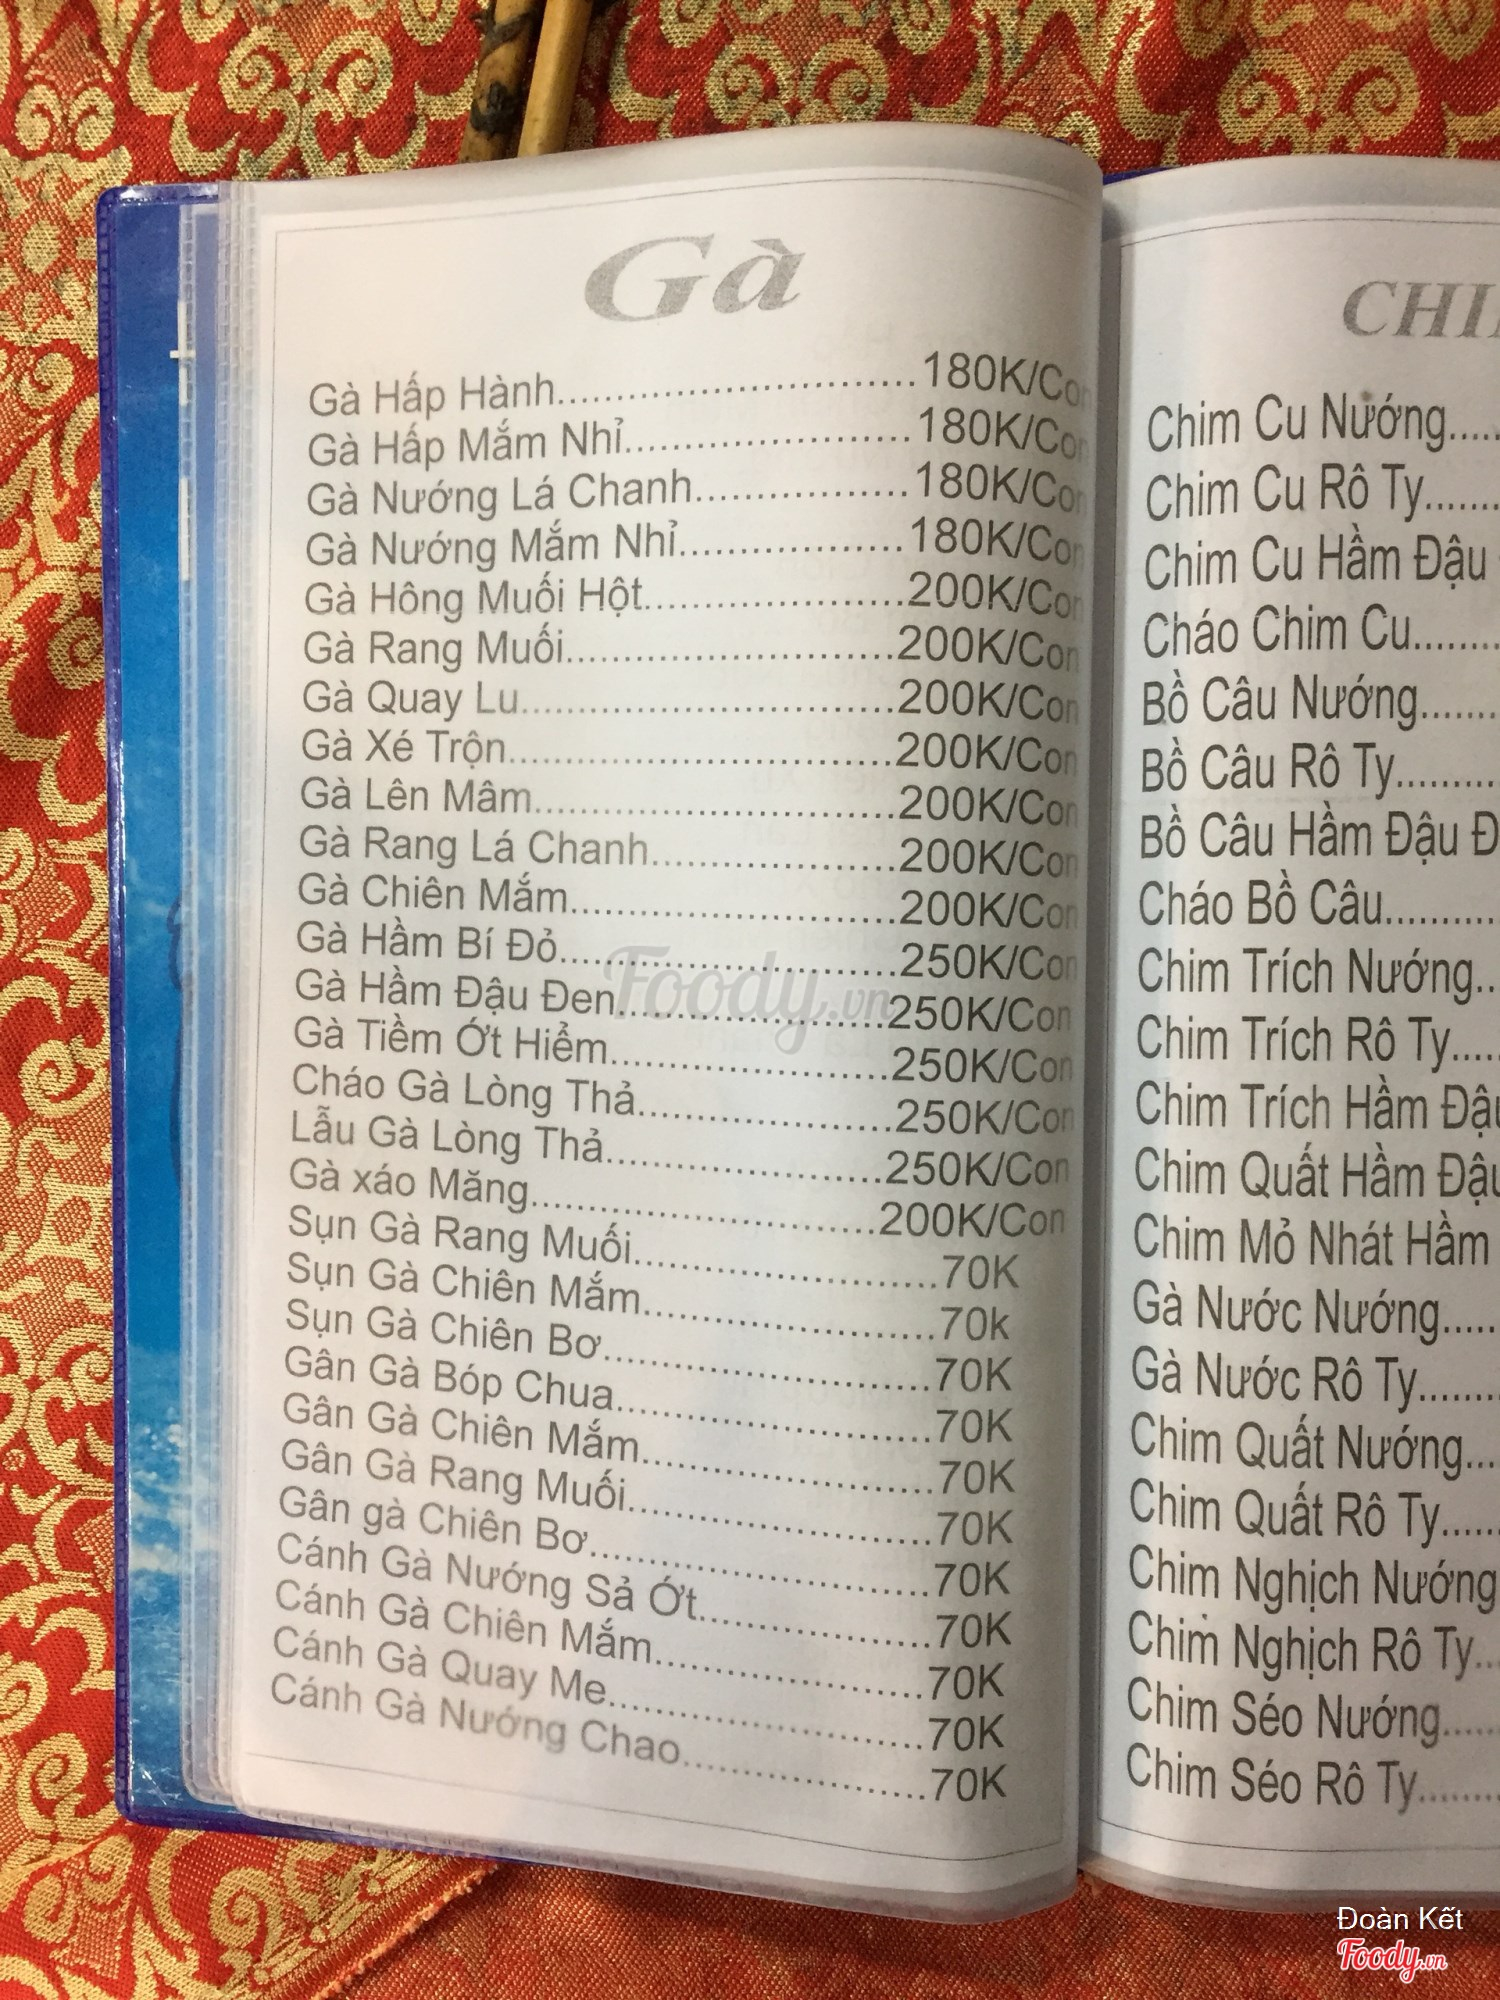 Gà
Gà Hấp Hành..............................180K/Con
Gà Hấp Mắm Nhỉ........................180K/Con
Gà Nướng Lá Chanh..................180K/Con
Gà Nướng Mắm Nhỉ...................180K/Con
Gà Hông Muối Hột......................200K/Con
Gà Rang Muối............................200K/Con
Gà Quay Lu...............................200K/Con
Gà Xé Trộn................................200K/Con
Gà Lên Mâm..............................200K/Con
Gà Rang Lá Chanh.....................200K/Con
Gà Chiên Mắm...........................200K/Con
Gà Hầm Bí Đỏ............................250K/Con
Gà Hầm Đậu Đen.......................250K/Con
Gà Tiềm Ớt Hiểm.......................250K/Con
Cháo Gà Lòng Thả.....................250K/Con
Lẫu Gà Lòng Thả.......................250K/Con
Gà xáo Măng.............................200K/Con
Sụn Gà Rang Muối.........................70K
Sụn Gà Chiên Mắm........................70k
Sụn Gà Chiên Bơ...........................70K
Gân Gà Bóp Chua..........................70K
Gân Gà Chiên Mắm........................70K
Gân Gà Rang Muối.........................70K
Gân gà Chiên Bơ............................70K
Cánh Gà Nướng Sả Ớt...................70K
Cánh Gà Chiên Mắm......................70K
Cánh Gà Quay Me..........................70K
Cánh Gà Nướng Chao....................70K
Foody.vn
Chim Cu Nướng.....
Chim Cu Rô Ty.......
Chim Cu Hầm Đậu
Cháo Chim Cu........
Bồ Câu Nướng.......
Bồ Câu Rô Ty.........
Bồ Câu Hầm Đậu Đ
Cháo Bồ Câu..........
Chim Trích Nướng..
Chim Trích Rô Ty.....
Chim Trích Hầm Đậu
Chim Quất Hầm Đậu
Chim Mỏ Nhát Hầm
Gà Nước Nướng.....
Gà Nước Rô Ty.......
Chim Quất Nướng...
Chim Quất Rô Ty.....
Chim Nghịch Nướng
Chim Nghịch Rô Ty..
Chim Séo Nướng.....
Chim Séo Rô Ty.......
Đoàn Kết
Foody.vn